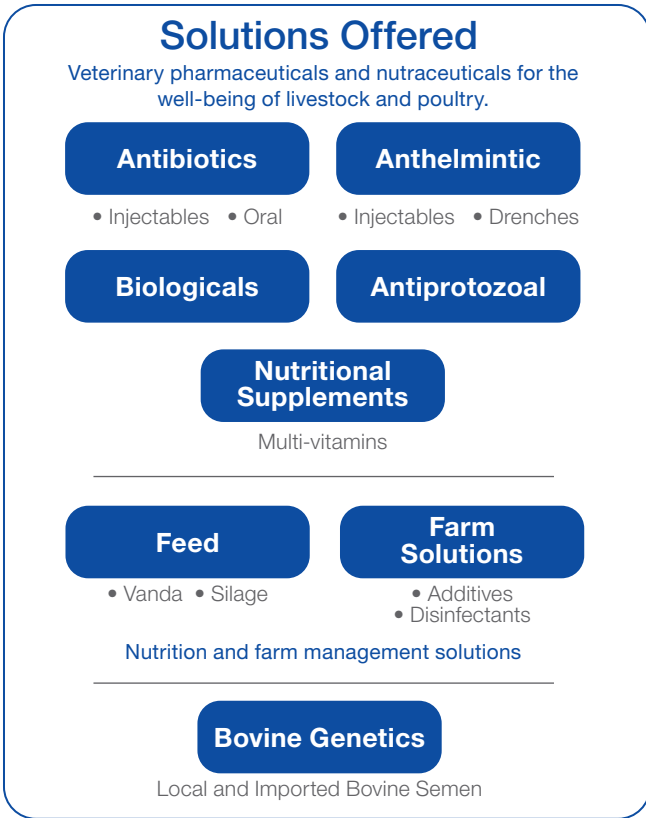 Solutions Offered
Veterinary pharmaceuticals and nutraceuticals for the
well-being of livestock and poultry.
Antibiotics
Anthelmintic
• Injectables • Oral
• Injectables • Drenches
Biologicals
Antiprotozoal
Nutritional
Supplements
Multi-vitamins
Feed
Farm
Solutions
• Vanda • Silage
• Additives
• Disinfectants
Nutrition and farm management solutions
Bovine Genetics
Local and Imported Bovine Semen